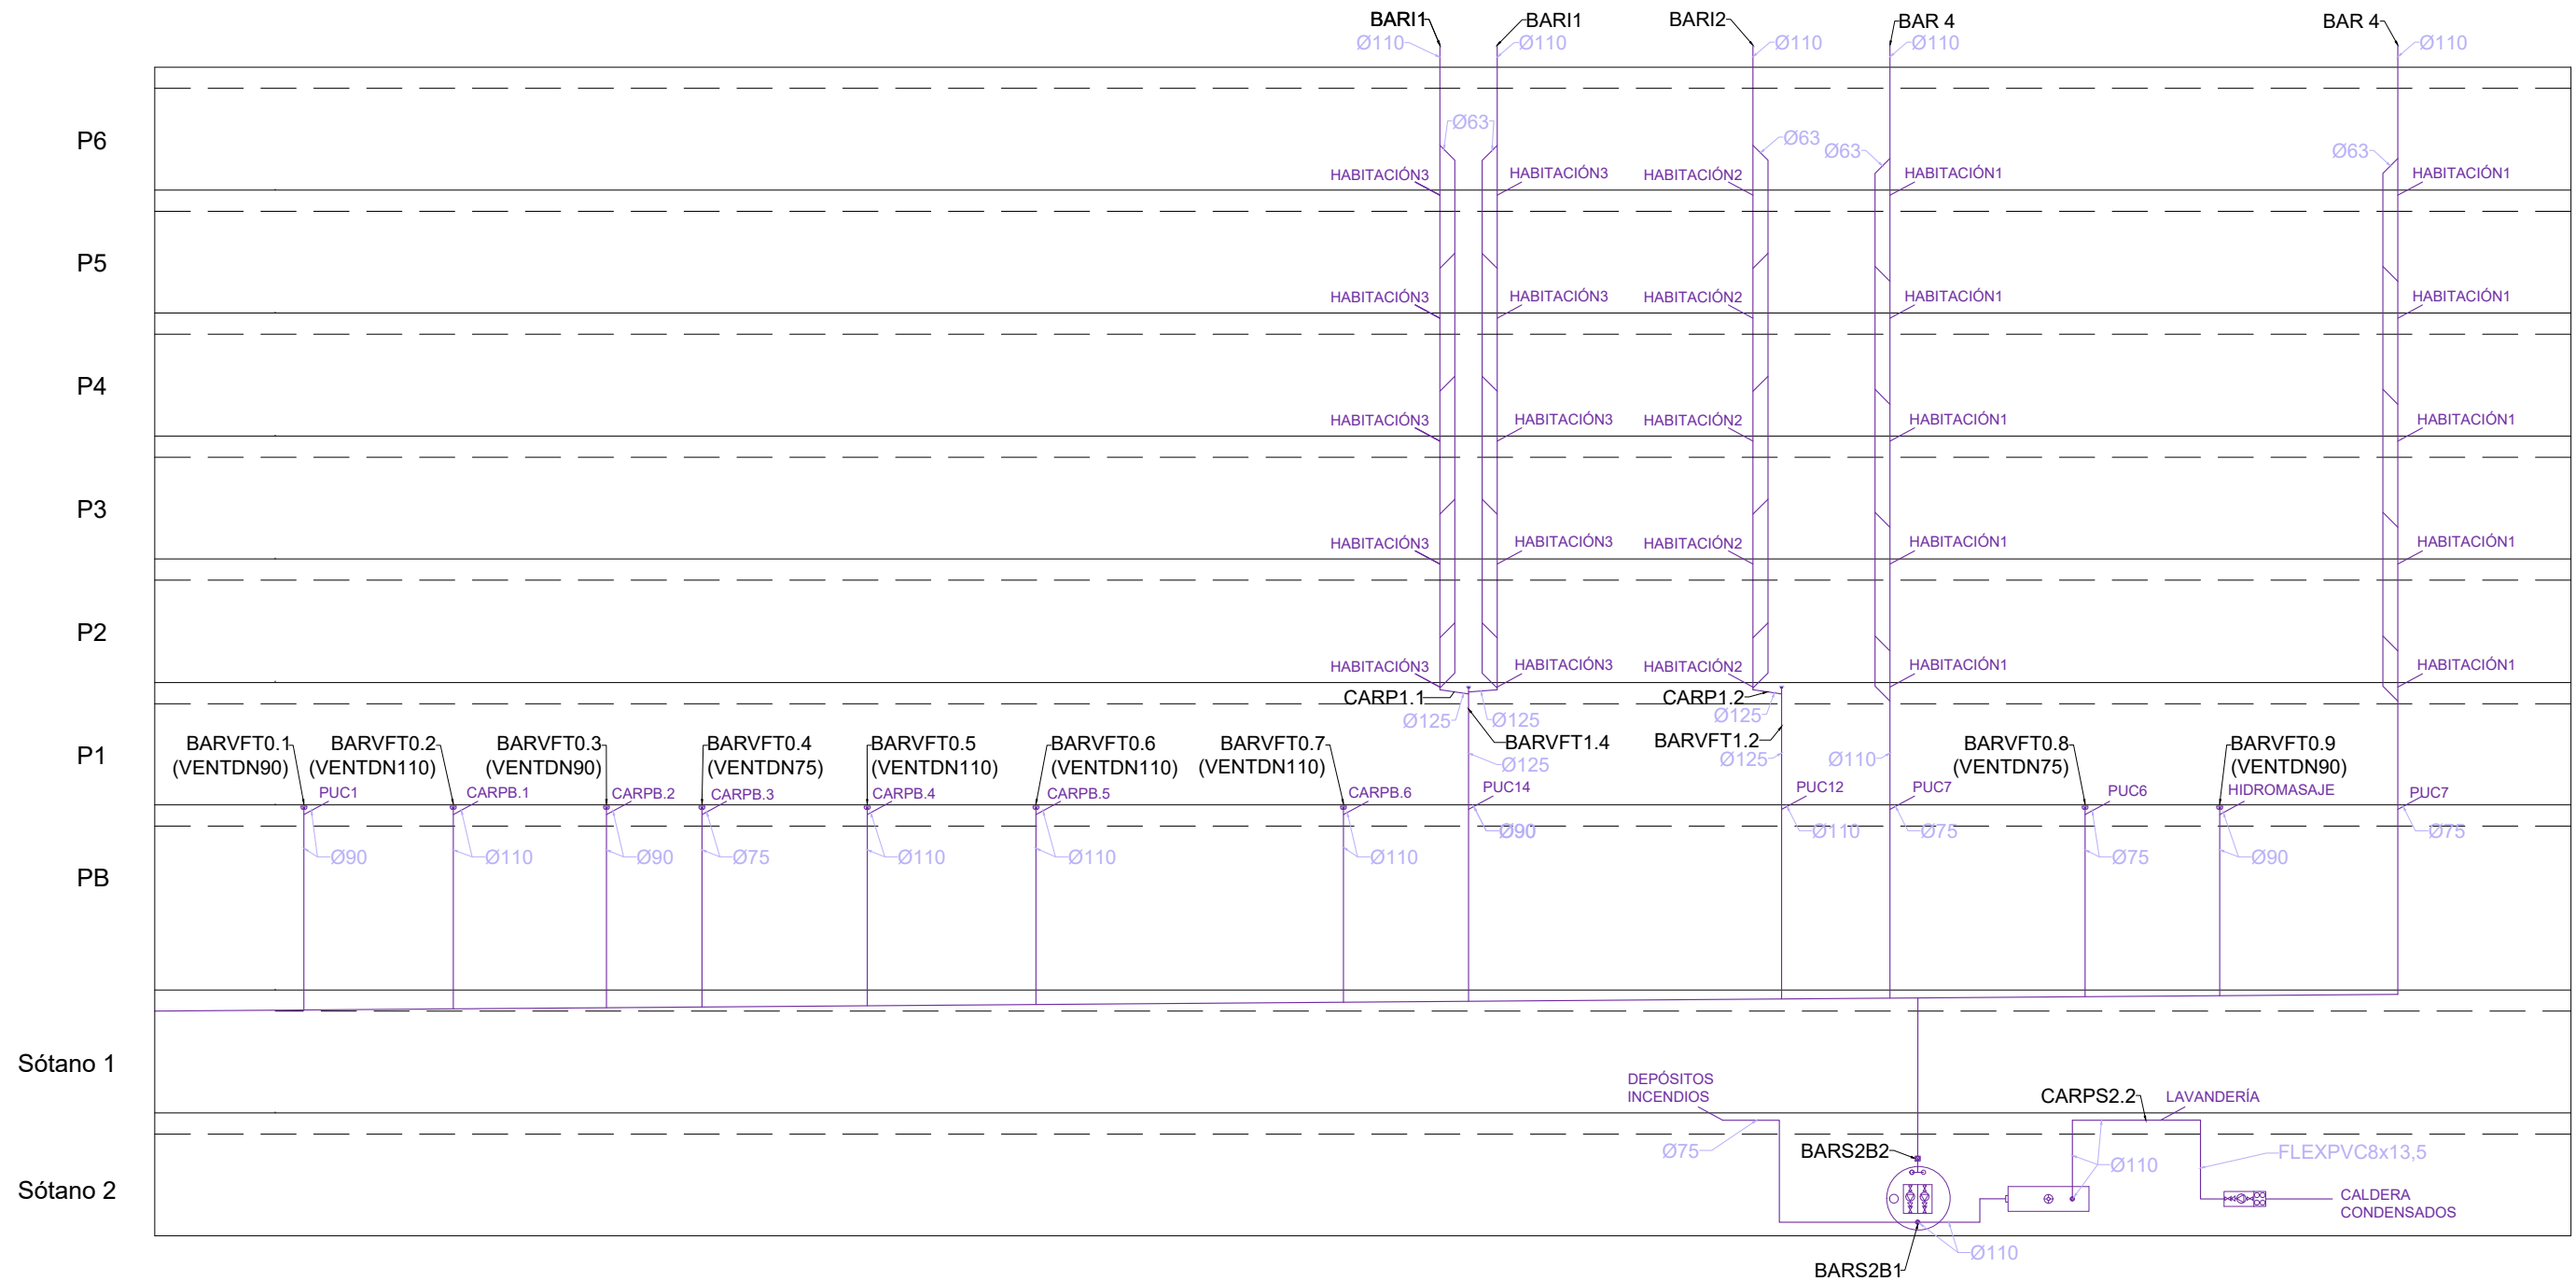 BARI1 BARI1 BARI2 BAR 4 BAR 4
Ø110 Ø110 Ø110 Ø110 Ø110
Ø63 Ø63 Ø63 Ø63
P6
HABITACIÓN3 HABITACIÓN3 HABITACIÓN2 HABITACIÓN1 HABITACIÓN1
P5
HABITACIÓN3 HABITACIÓN3 HABITACIÓN2 HABITACIÓN1 HABITACIÓN1
P4
HABITACIÓN3 HABITACIÓN3 HABITACIÓN2 HABITACIÓN1 HABITACIÓN1
P3
HABITACIÓN3 HABITACIÓN3 HABITACIÓN2 HABITACIÓN1 HABITACIÓN1
P2
HABITACIÓN3 HABITACIÓN3 HABITACIÓN2 HABITACIÓN1 HABITACIÓN1
CARP1.1 CARP1.2
Ø125 Ø125 Ø125
P1
BARVFT0.1 BARVFT0.2 BARVFT0.3 BARVFT0.4 BARVFT0.5 BARVFT0.6 BARVFT0.7 BARVFT1.4 BARVFT1.2 BARVFT0.8 BARVFT0.9
(VENTDN90) (VENTDN110) (VENTDN90) (VENTDN75) (VENTDN110) (VENTDN110) (VENTDN110) Ø125 Ø125 Ø110 (VENTDN75) (VENTDN90)
PUC1 CARPB.1 CARPB.2 CARPB.3 CARPB.4 CARPB.5 CARPB.6 PUC14 PUC12 PUC7 PUC6 HIDROMASAJE PUC7
Ø90 Ø110 Ø75 Ø75
Ø90 Ø110 Ø90 Ø75 Ø110 Ø110 Ø110 Ø75 Ø90
PB
Sótano 1
DEPÓSITOS
INCENDIOS
CARPS2.2 LAVANDERÍA
Ø75 BARS2B2 Ø110 FLEXPVC8x13,5
Sótano 2
CALDERA
CONDENSADOS
Ø110
BARS2B1